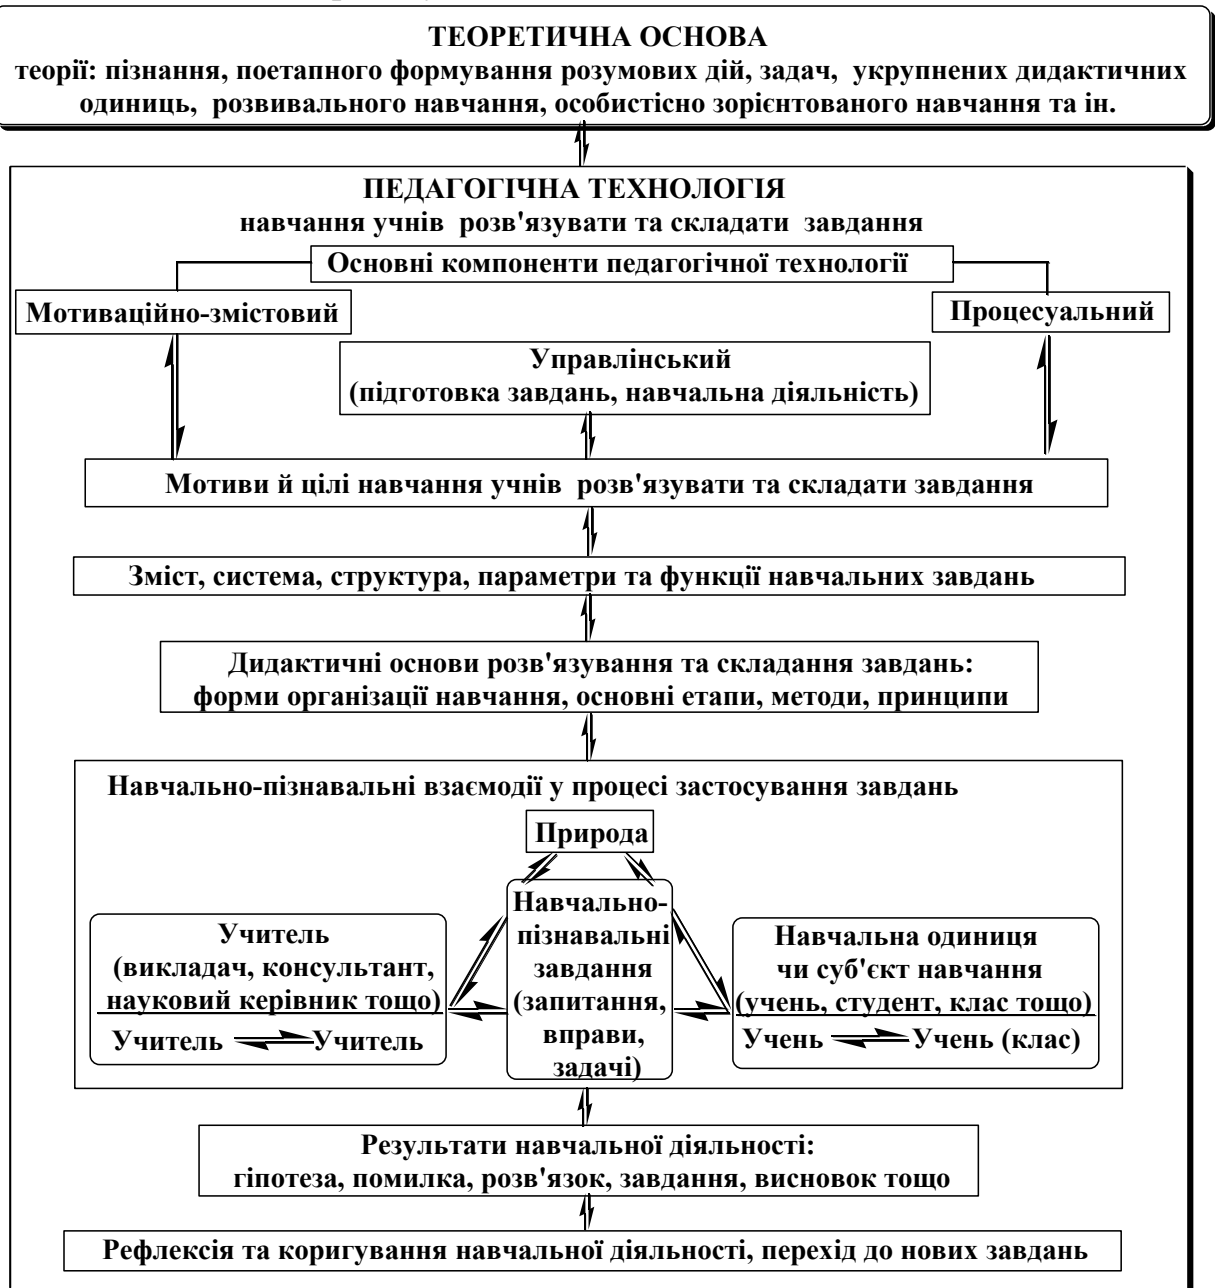 ТЕОРЕТИЧНА ОСНОВА
теорії: пізнання, поетапного формування розумових дій, задач, укрупнених дидактичних
одиниць, розвивального навчання, особистісно зорієнтованого навчання та ін.
ПЕДАГОГІЧНА ТЕХНОЛОГІЯ
навчання учнів розв'язувати та складати завдання
Основні компоненти педагогічної технології
Мотиваційно-змістовий
Процесуальний
Управлінський
(підготовка завдань, навчальна діяльність)
Мотиви й цілі навчання учнів розв'язувати та складати завдання
Зміст, система, структура, параметри та функції навчальних завдань
Дидактичні основи розв'язування та складання завдань:
форми організації навчання, основні етапи, методи, принципи
Навчально-пізнавальні взаємодії у процесі застосування завдань
Природа
Учитель
(викладач, консультант,
науковий керівник тощо)
Учитель Учитель
Навчально-
пізнавальні
завдання
(запитання,
вправи,
задачі)
Навчальна одиниця
чи суб'єкт навчання
(учень, студент, клас тощо)
Учень Учень (клас)
Результати навчальної діяльності:
гіпотеза, помилка, розв'язок, завдання, висновок тощо
Рефлексія та коригування навчальної діяльності, перехід до нових завдань